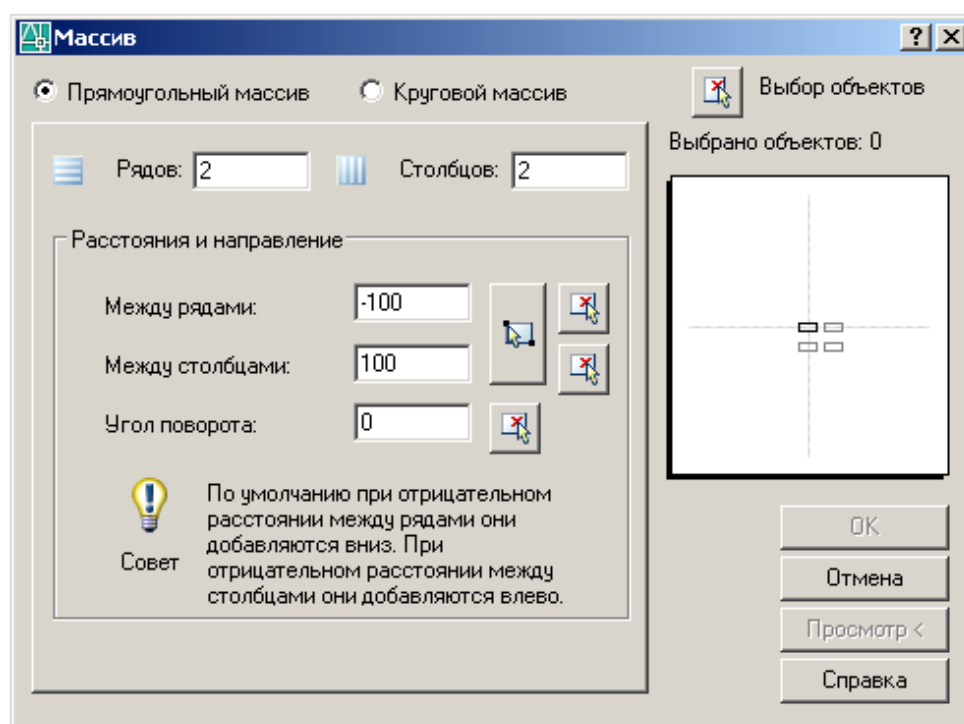 Массив
Прямоугольный массив Круговой массив Выбор объектов
Выбрано объектов: 0
Рядов: 2 Столбцов: 2
Расстояния и направление
Между рядами: -100
Между столбцами: 100
Угол поворота: 0
По умолчанию при отрицательном
расстоянии между рядами они
добавляются вниз. При
отрицательном расстоянии между
столбцами они добавляются влево.
Совет
OK
Отмена
Просмотр <
Справка